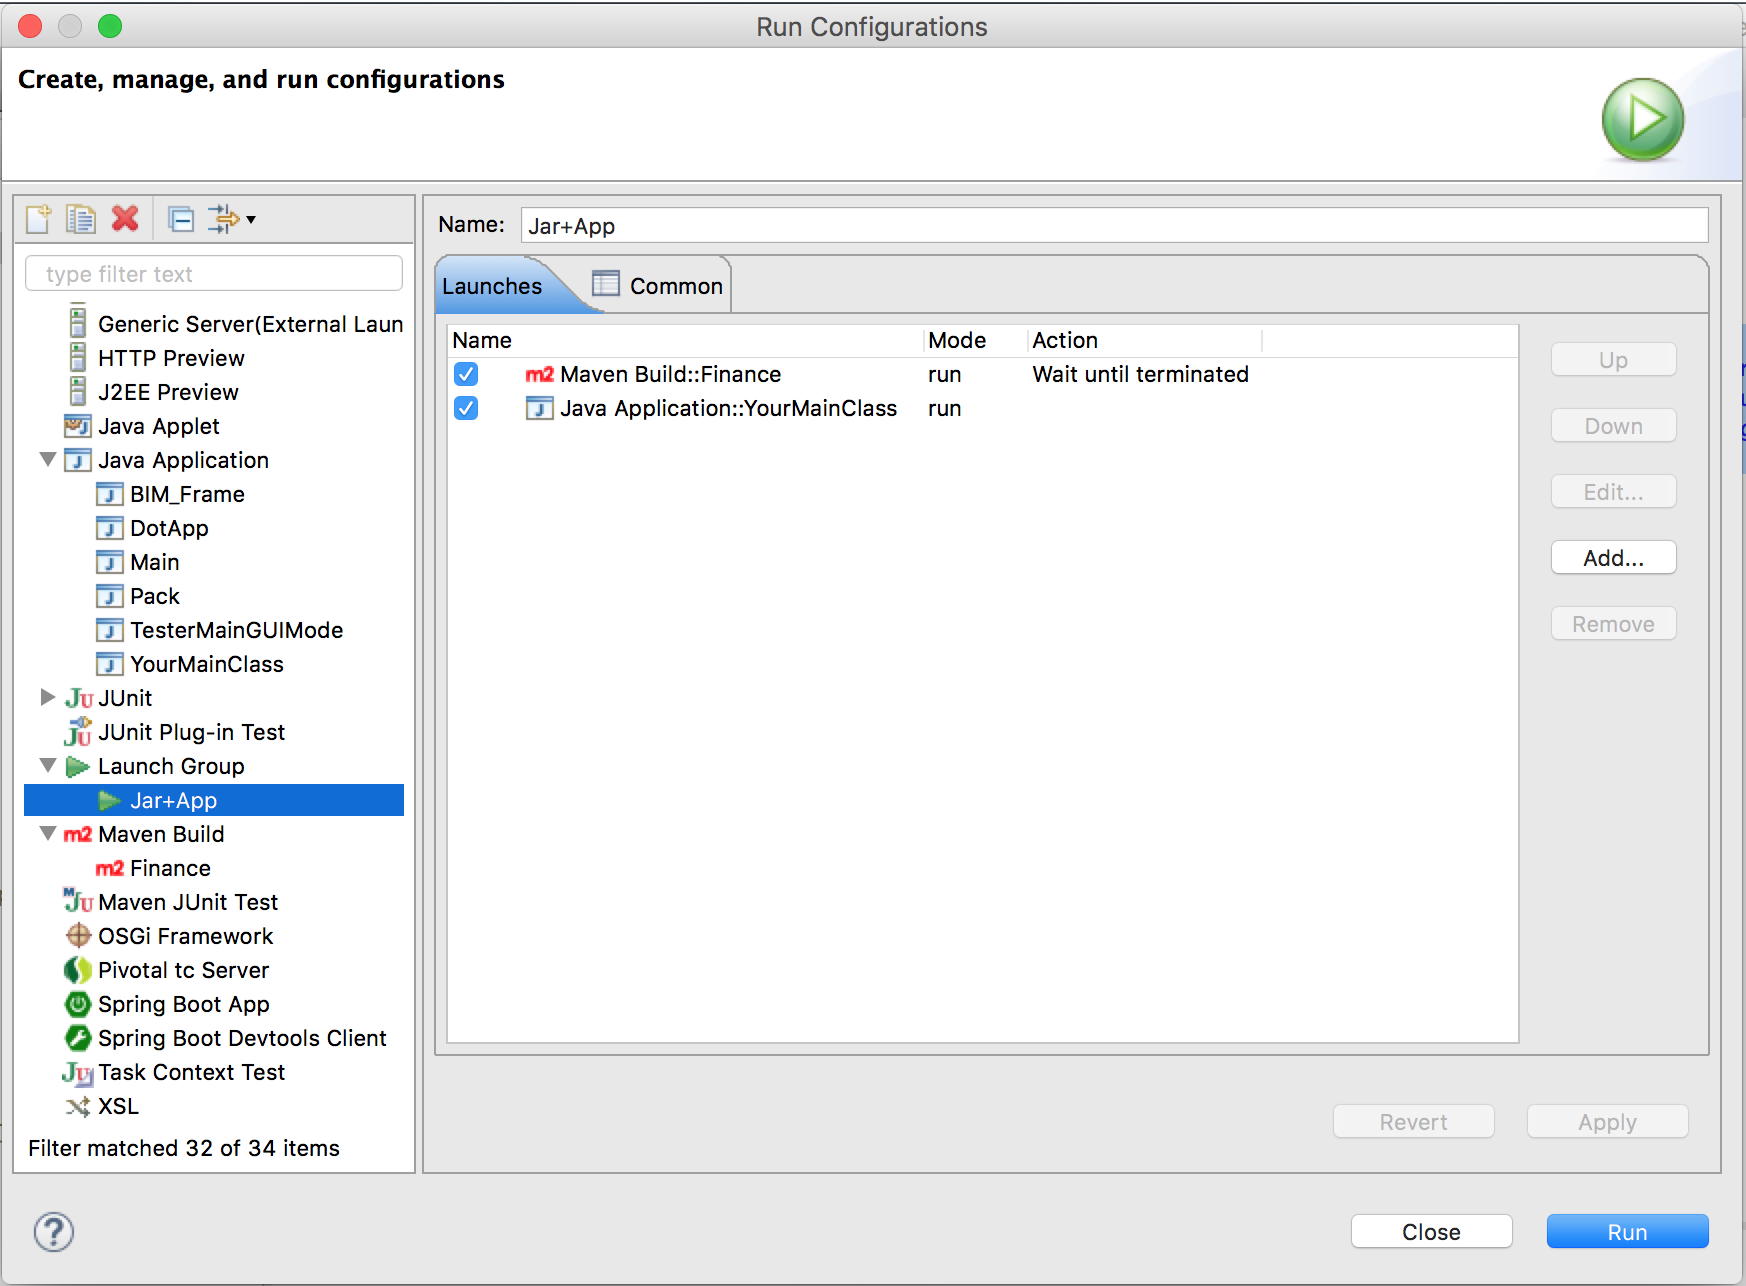 Run Configurations
Create, manage, and run configurations
type filter text
Generic Server(External Laun
HTTP Preview
J2EE Preview
Java Applet
Java Application
BIM_Frame
DotApp
Main
Pack
TesterMainGUIMode
YourMainClass
JUnit
JUnit Plug-in Test
Launch Group
Jar+App
m2 Maven Build
m2 Finance
Maven JUnit Test
OSGi Framework
Pivotal tc Server
Spring Boot App
Spring Boot Devtools Client
Task Context Test
XSL
Filter matched 32 of 34 items
Name: Jar+App
Launches Common
Name Mode Action
m2 Maven Build::Finance run Wait until terminated
Java Application::YourMainClass run
Up
Down
Edit...
Add...
Remove
Revert Apply
? Close Run